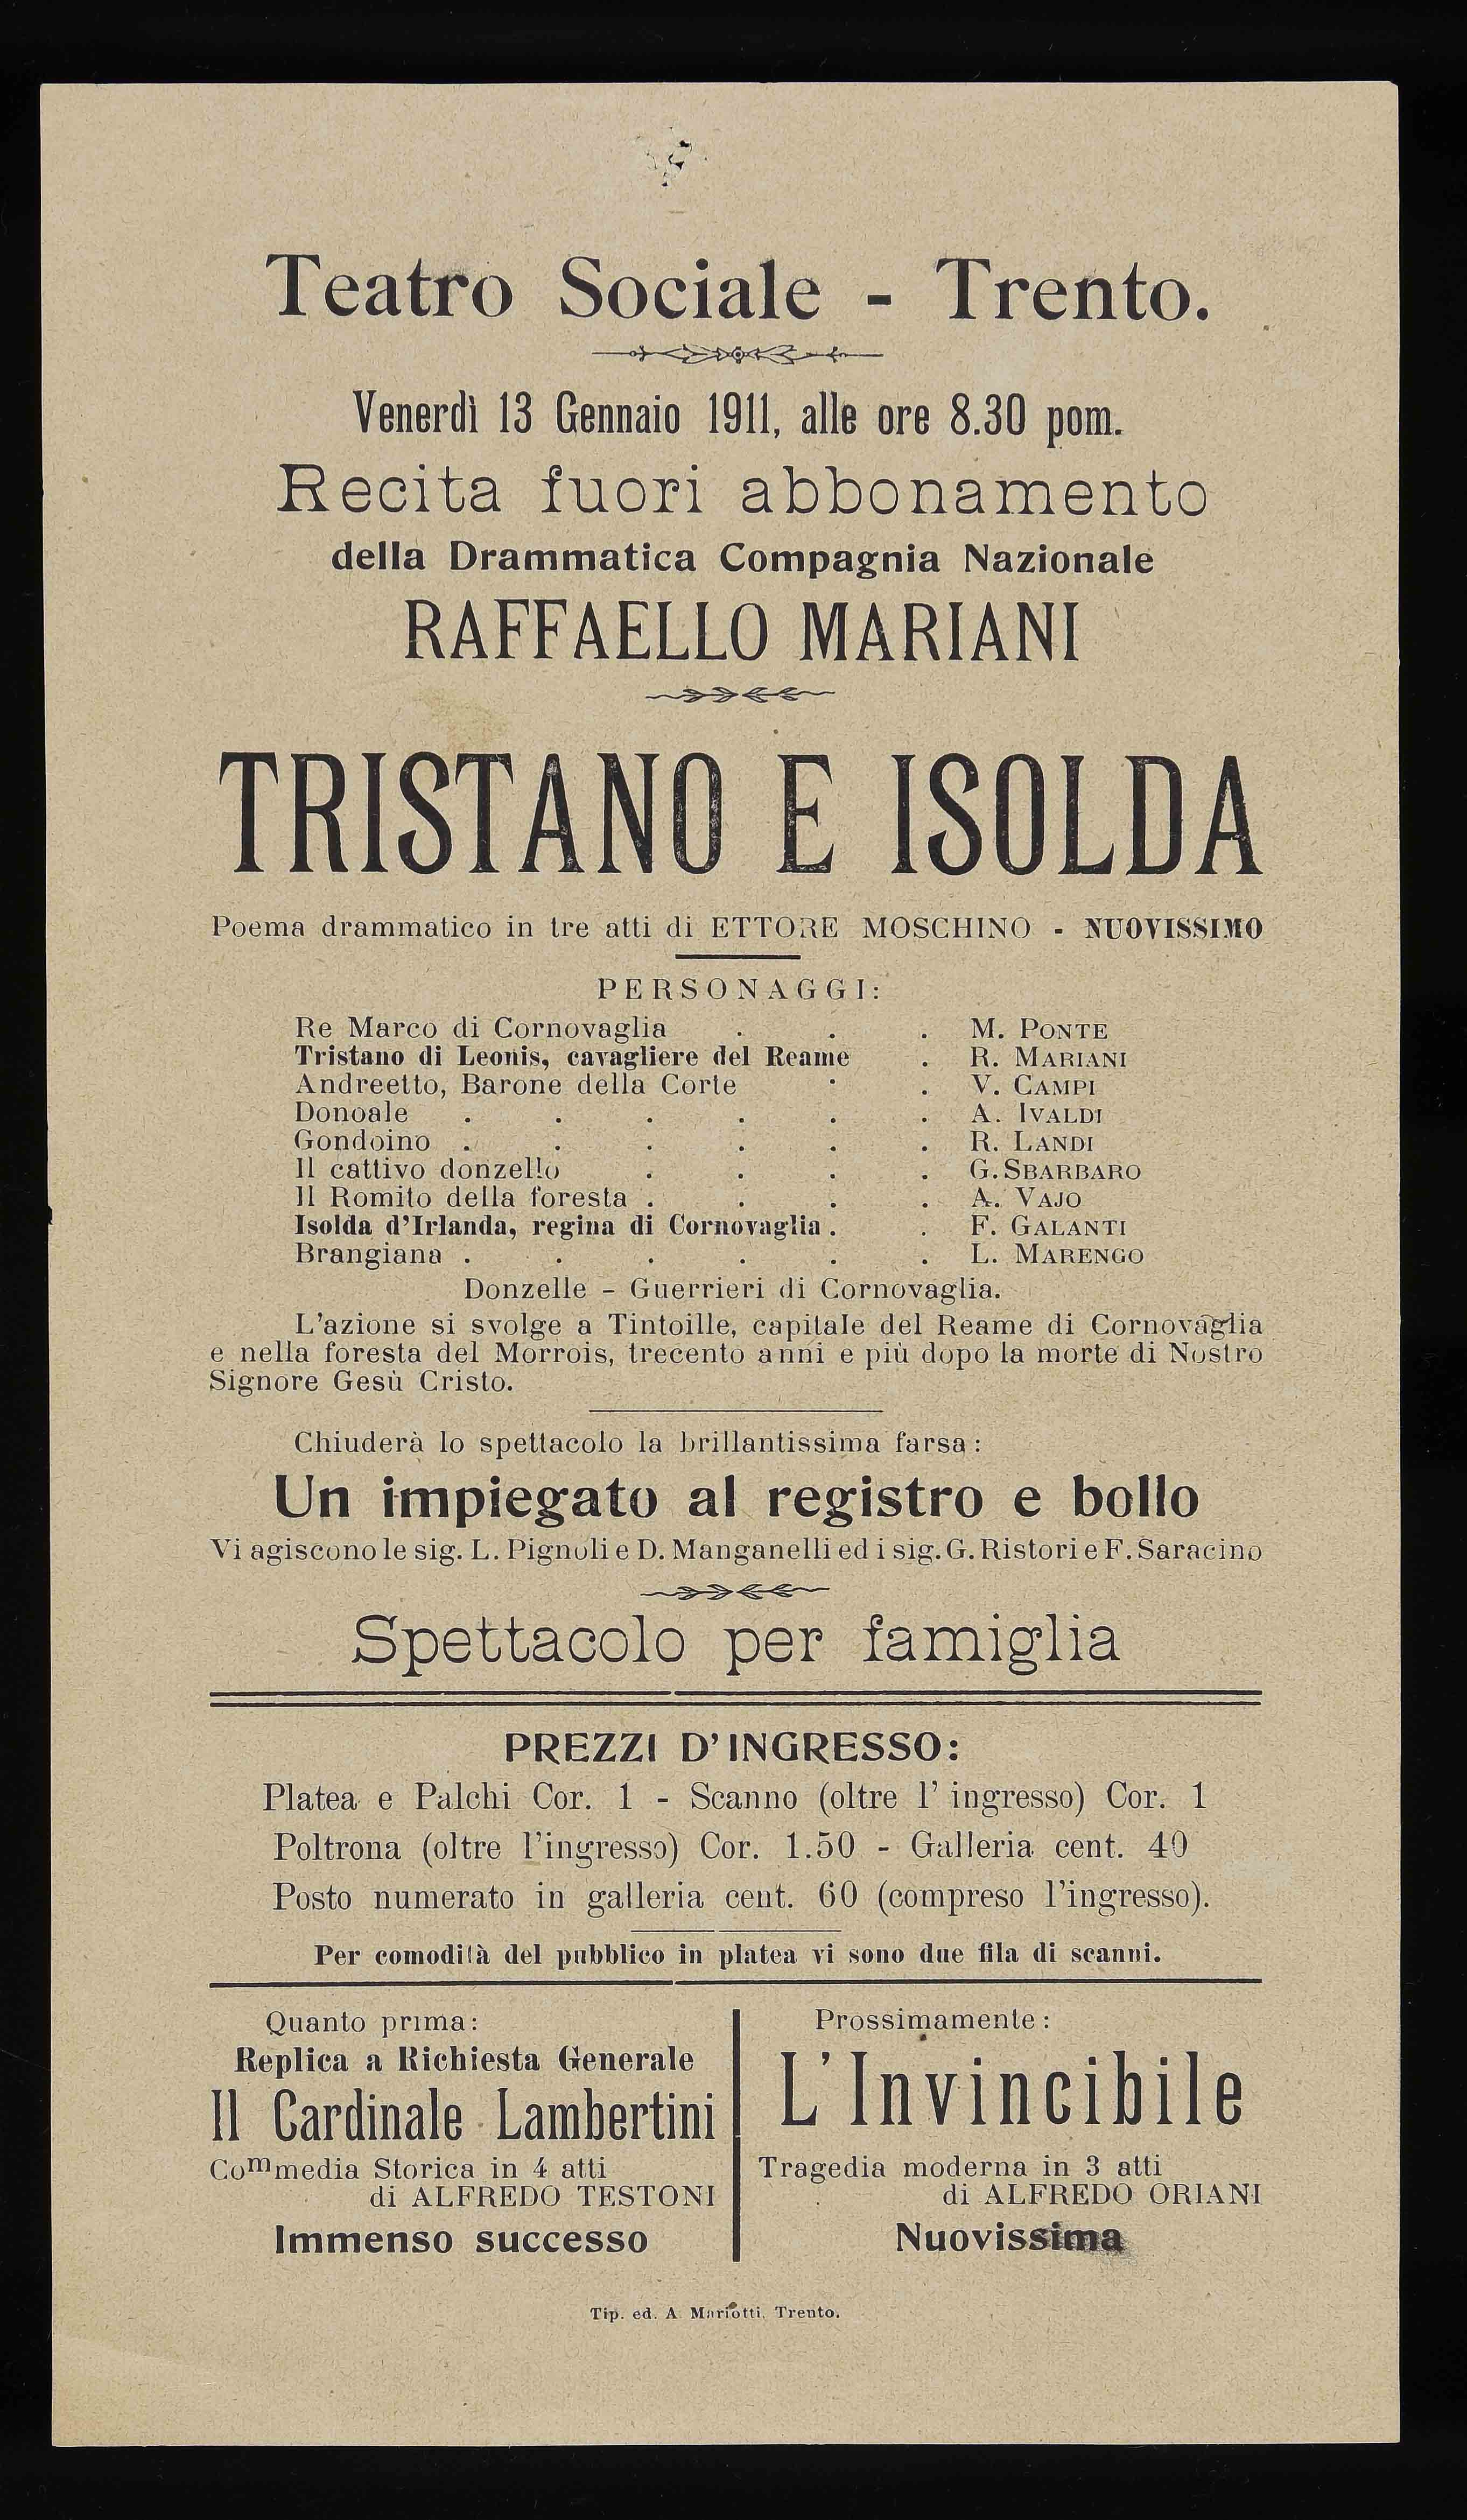 Teatro Sociale - Trento.
Venerdì 13 Gennaio 1911, alle ore 8.30 pom.
Recita fuori abbonamento
della Drammatica Compagnia Nazionale
RAFFAELLO MARIANI
TRISTANO E ISOLDA
Poema drammatico in tre atti di ETTORE MOSCHINO - NUOVISSIMO
PERSONAGGI:
Re Marco di Cornovaglia . . . M. PONTE
Tristano di Leonis, cavagliere del Reame . R. MARIANI
Andreetto, Barone della Corte . . V. CAMPI
Donoale . . . . . . A. IVALDI
Gondoino . . . . . . R. LANDI
Il cattivo donzello . . . . G. SBARBARO
Il Romito della foresta . . . . A. VAJO
Isolda d'Irlanda, regina di Cornovaglia . . F. GALANTI
Brangiana . . . . . . L. MARENGO
Donzelle - Guerrieri di Cornovaglia.
L'azione si svolge a Tintoille, capitale del Reame di Cornovaglia
e nella foresta del Morrois, trecento anni e più dopo la morte di Nostro
Signore Gesù Cristo.
Chiuderà lo spettacolo la brillantissima farsa:
Un impiegato al registro e bollo
Vi agiscono le sig. L. Pignoli e D. Manganelli ed i sig. G. Ristori e F. Saracino
Spettacolo per famiglia
PREZZI D'INGRESSO:
Platea e Palchi Cor. 1 - Scanno (oltre l'ingresso) Cor. 1
Poltrona (oltre l'ingresso) Cor. 1.50 - Galleria cent. 40
Posto numerato in galleria cent. 60 (compreso l'ingresso).
Per comodità del pubblico in platea vi sono due fila di scanni.
Quanto prima:
Replica a Richiesta Generale
Il Cardinale Lambertini
Commedia Storica in 4 atti
di ALFREDO TESTONI
Immenso successo
Prossimamente:
L'Invincibile
Tragedia moderna in 3 atti
di ALFREDO ORIANI
Nuovissima
Tip. ed. A. Mariotti, Trento.